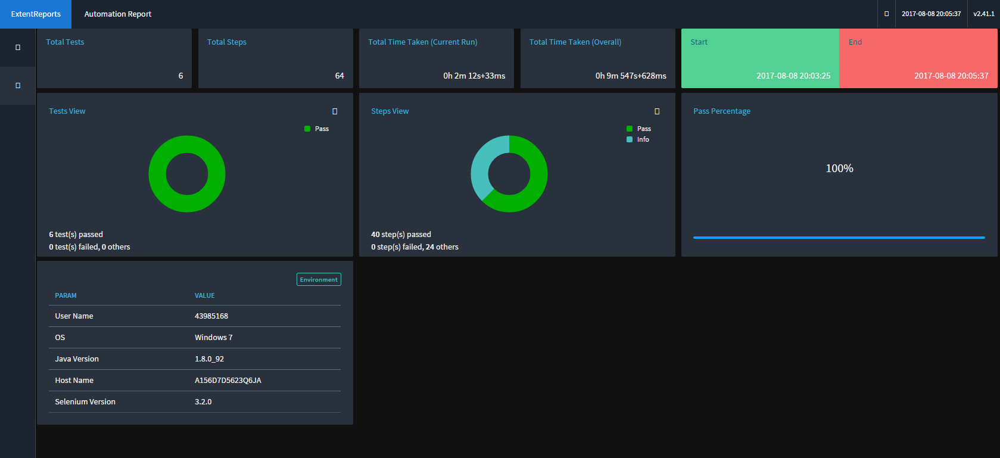 ExtentReports
Automation Report
2017-08-08 20:05:37
v2.41.1
Total Tests
6
Total Steps
64
Total Time Taken (Current Run)
0h 2m 12s+33ms
Total Time Taken (Overall)
0h 9m 547s+628ms
Start
2017-08-08 20:03:25
End
2017-08-08 20:05:37
Tests View
Pass
6 test(s) passed
0 test(s) failed, 0 others
Steps View
Pass
Info
40 step(s) passed
0 step(s) failed, 24 others
Pass Percentage
100%
Environment
PARAM VALUE
User Name 43985168
OS Windows 7
Java Version 1.8.0_92
Host Name A156D7D5623Q6JA
Selenium Version 3.2.0